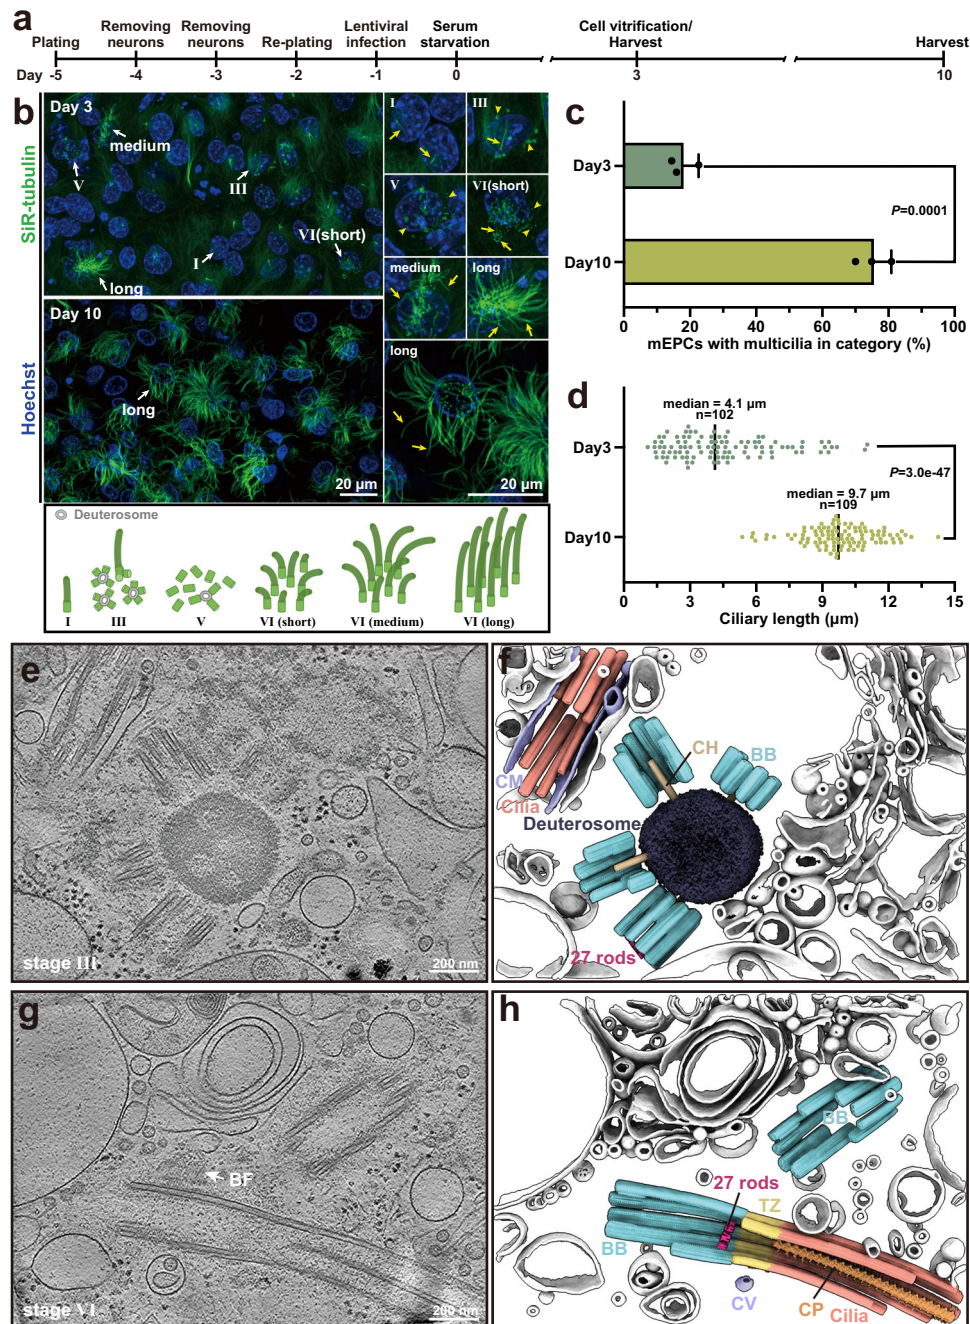 a
Removing neurons
Removing neurons
Lentiviral infection
Serum starvation
Cell vitrification/ Harvest
Plating
Re-plating
Harvest
Day -5 -4 -3 -2 -1 0 3 10
b
SiR-tubulin
Hoechst
Day 3
medium
V
III
VI(short)
I
long
I
III
V
VI(short)
medium
long
Day 10
long
20 µm
long
20 µm
Deuterosome
I III V VI (short) VI (medium) VI (long)
c
Day3
P=0.0001
Day10
0 20 40 60 80 100
mEPCs with multicilia in category (%)
d
median = 4.1 µm
n=102
Day3
P=3.0e-47
median = 9.7 µm
n=109
Day10
0 3 6 9 12 15
Ciliary length (µm)
e
stage III
200 nm
f
CH
BB
CM
Cilia
Deuterosome
27 rods
g
BF
stage VI
200 nm
h
BB
27 rods
TZ
BB
CV
CP
Cilia